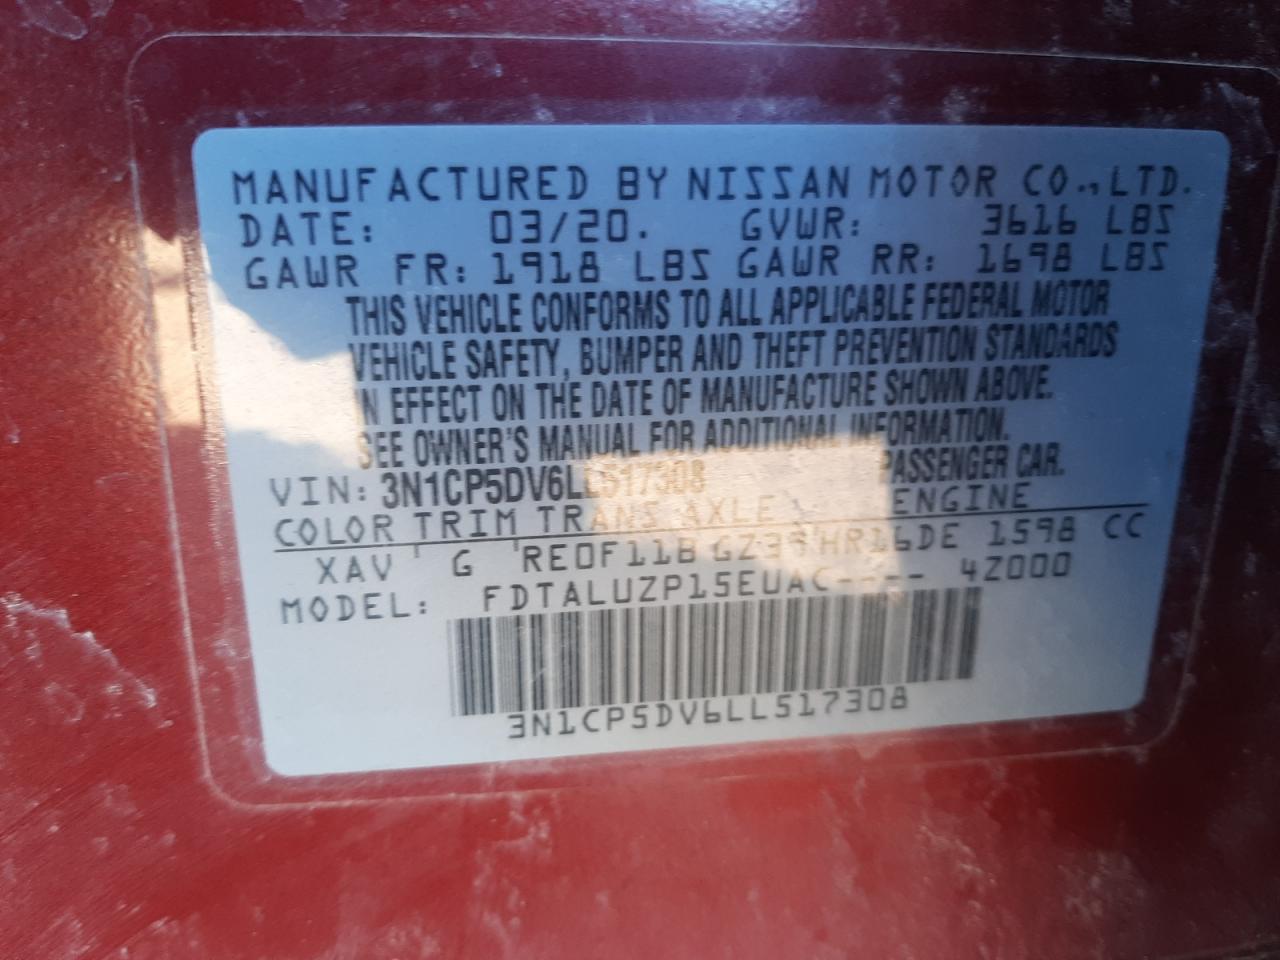 MANUFACTURED BY NISSAN MOTOR CO., LTD.
DATE: 03/20. GVWR: 3616 LBS
GAWR FR: 1918 LBS GAWR RR: 1698 LBS
THIS VEHICLE CONFORMS TO ALL APPLICABLE FEDERAL MOTOR
VEHICLE SAFETY, BUMPER AND THEFT PREVENTION STANDARDS
IN EFFECT ON THE DATE OF MANUFACTURE SHOWN ABOVE.
SEE OWNER'S MANUAL FOR ADDITIONAL INFORMATION.
VIN: 3N1CP5DV6LL517308 PASSENGER CAR.
COLOR TRIM TRANS AXLE ENGINE
XAV G RE0F11B GZ39 HR16DE 1598 CC
MODEL: FDTALUZP15EUAC---- 4Z000
3N1CP5DV6LL517308